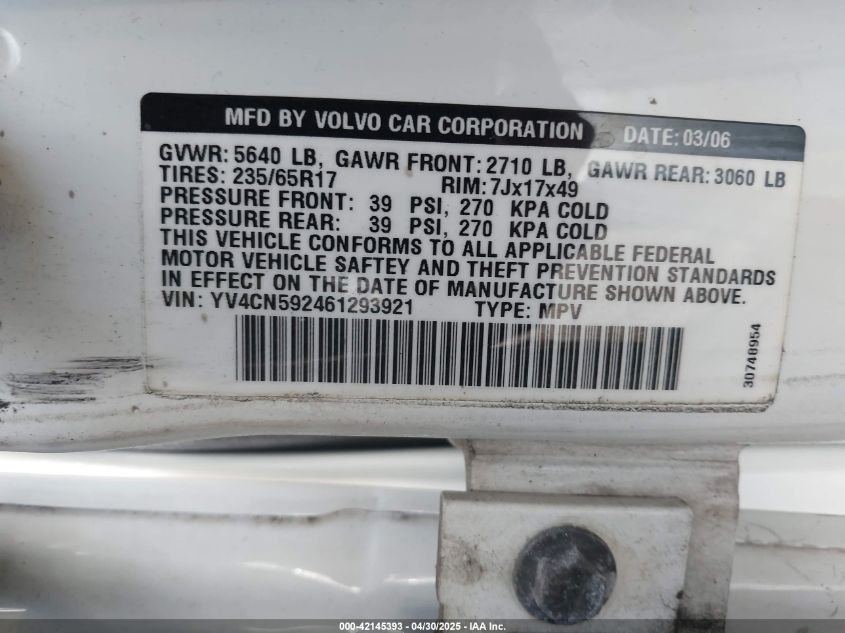 MFD BY VOLVO CAR CORPORATION DATE: 03/06
GVWR: 5640 LB, GAWR FRONT: 2710 LB, GAWR REAR: 3060 LB
TIRES: 235/65R17 RIM: 7Jx17x49
PRESSURE FRONT: 39 PSI, 270 KPA COLD
PRESSURE REAR: 39 PSI, 270 KPA COLD
THIS VEHICLE CONFORMS TO ALL APPLICABLE FEDERAL
MOTOR VEHICLE SAFTEY AND THEFT PREVENTION STANDARDS
IN EFFECT ON THE DATE OF MANUFACTURE SHOWN ABOVE.
VIN: YV4CN592461293921 TYPE: MPV
30748954
000-42145393 - 04/30/2025 - IAA Inc.